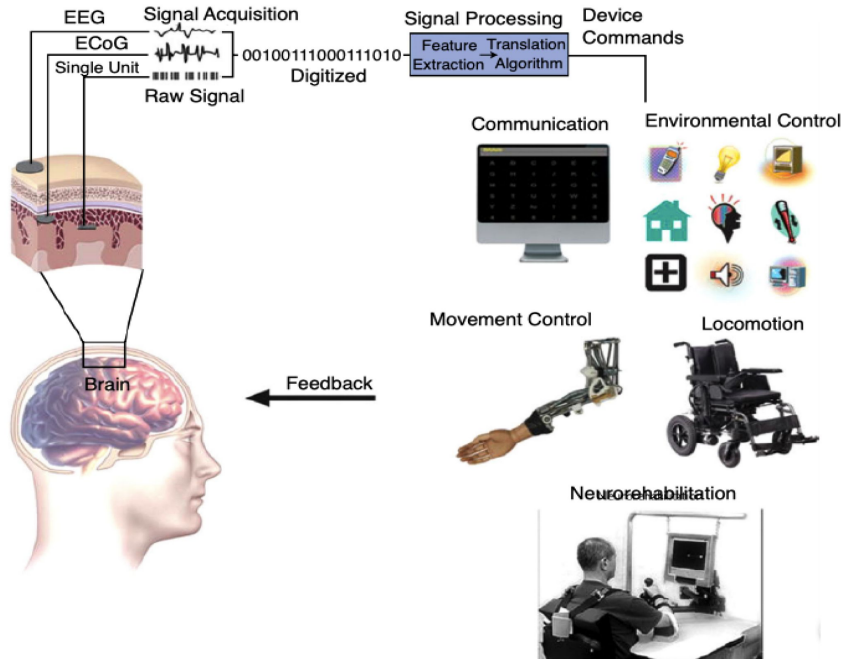 EEG
Signal Acquisition
ECoG
Single Unit
Raw Signal
00100111000111010
Digitized
Signal Processing
Feature Extraction
Translation Algorithm
Device
Commands
Communication
Environmental Control
Movement Control
Locomotion
Brain
Feedback
Neurorehabilitation